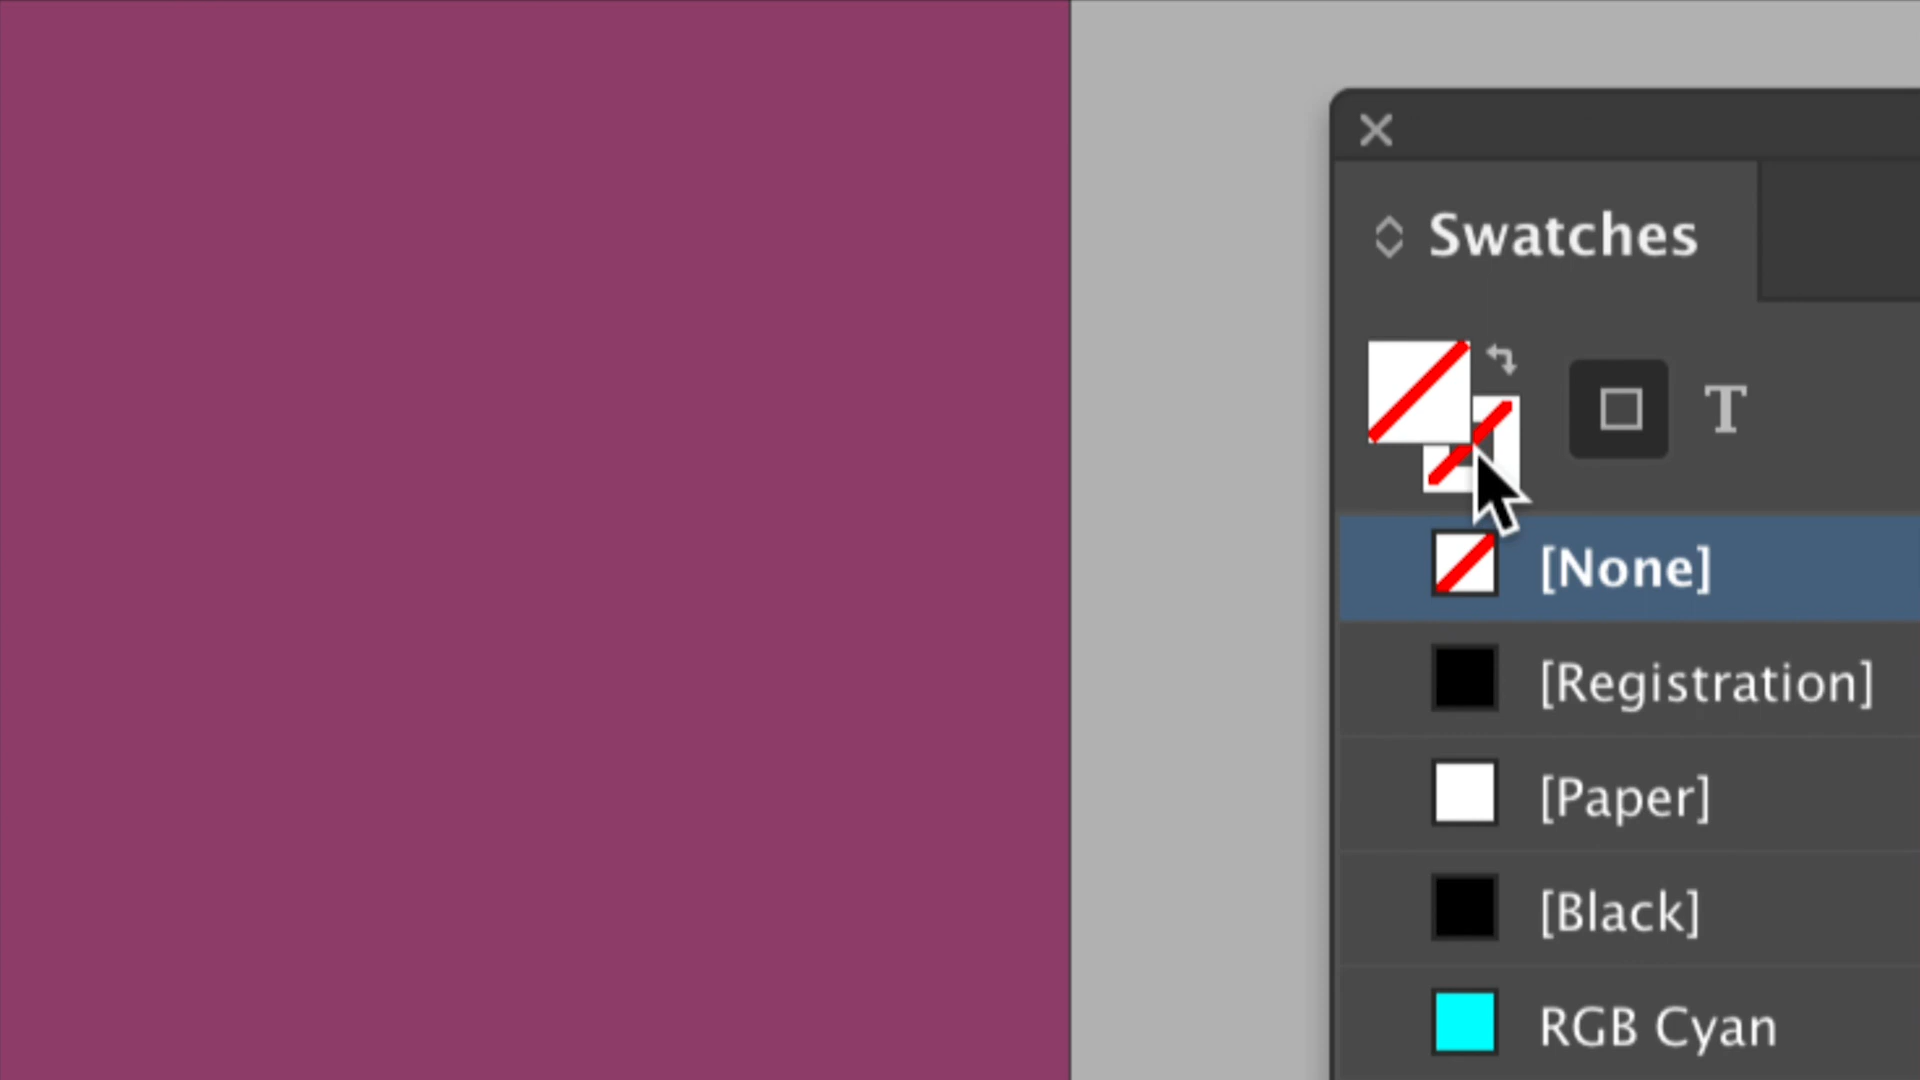 Swatches
T
[None]
[Registration]
[Paper]
[Black]
RGB Cyan